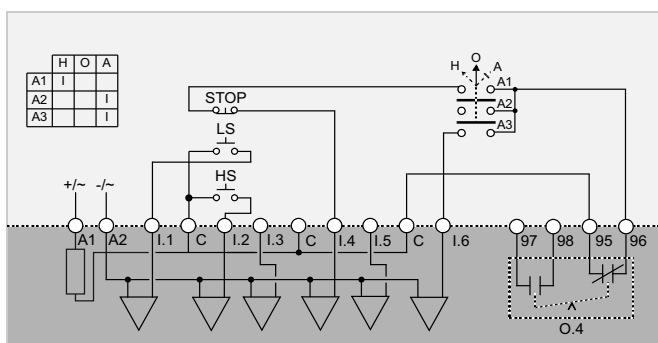 H O A
A1 I
A2 I
A3 I
H O A
A1
A2
A3
STOP
LS
HS
+/~ -/~
A1 A2 I.1 C I.2 I.3 C I.4 I.5 C I.6 97 98 95 96
O.4